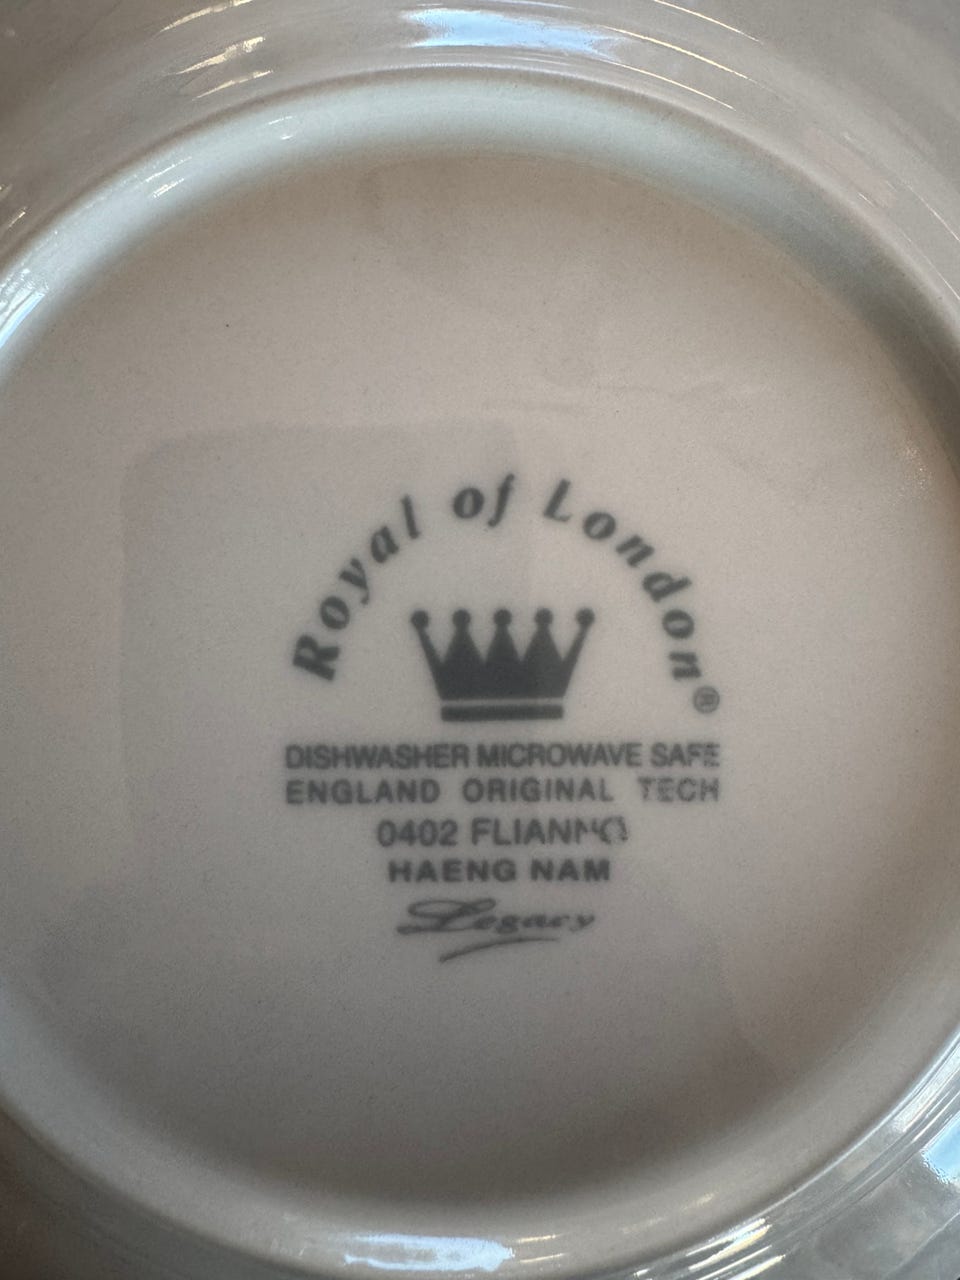 Royal of London®
DISHWASHER MICROWAVE SAFE
ENGLAND ORIGINAL TECH
0402
HAENG NAM
Legacy